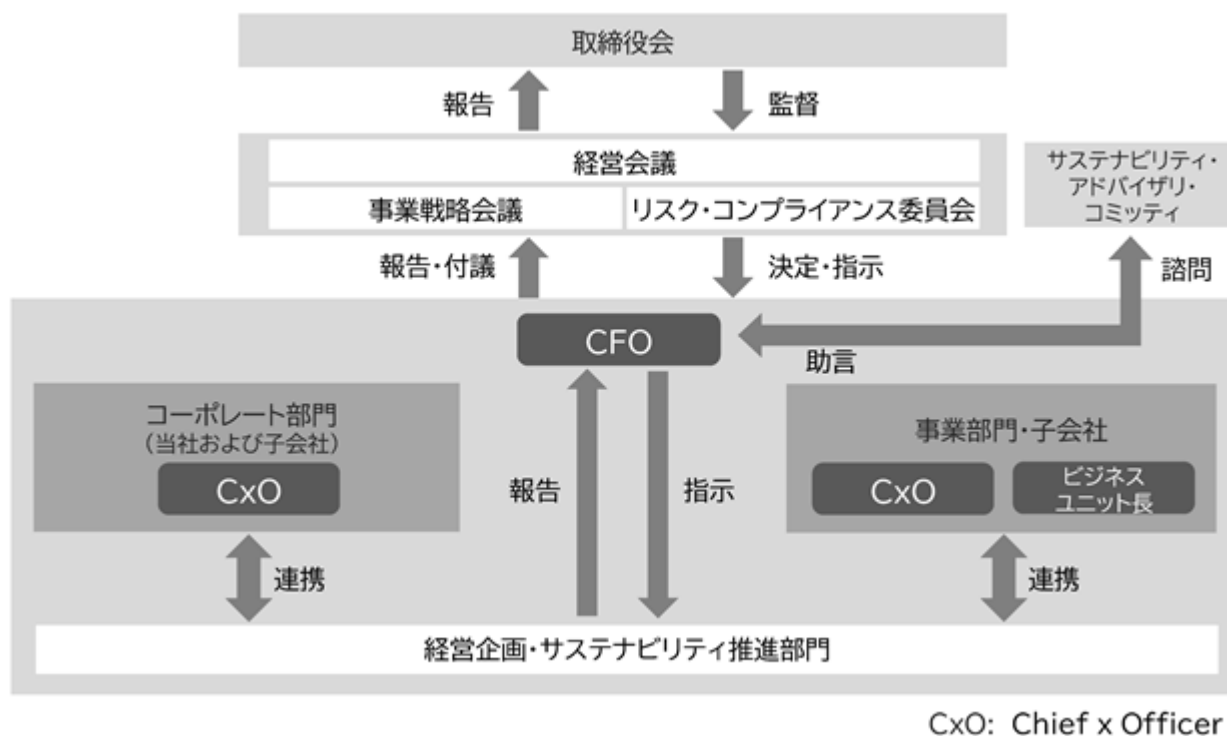 取締役会
報告
監督
経営会議
事業戦略会議
リスク・コンプライアンス委員会
サステナビリティ・
アドバイザリ・
コミッティ
報告・付議
決定・指示
諮問
CFO
助言
コーポレート部門
(当社および子会社)
CxO
事業部門・子会社
CxO
ビジネス
ユニット長
報告
指示
連携
連携
経営企画・サステナビリティ推進部門
CxO: Chief x Officer